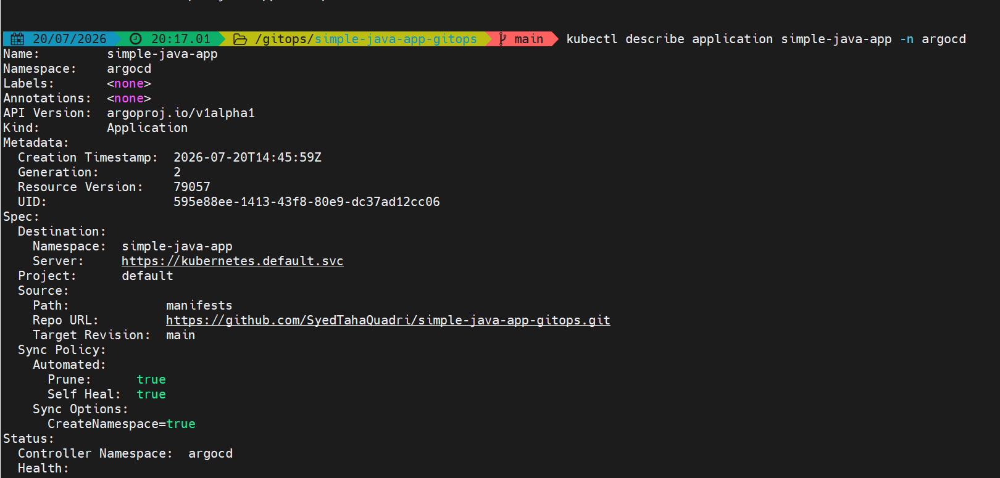 20/07/2026 20:17.01 /gitops/simple-java-app-gitops main kubectl describe application simple-java-app -n argocd
Name:         simple-java-app
Namespace:    argocd
Labels:       <none>
Annotations:  <none>
API Version:  argoproj.io/v1alpha1
Kind:         Application
Metadata:
  Creation Timestamp:  2026-07-20T14:45:59Z
  Generation:          2
  Resource Version:    79057
  UID:                 595e88ee-1413-43f8-80e9-dc37ad12cc06
Spec:
  Destination:
    Namespace:  simple-java-app
    Server:     https://kubernetes.default.svc
  Project:      default
  Source:
    Path:             manifests
    Repo URL:         https://github.com/SyedTahaQuadri/simple-java-app-gitops.git
    Target Revision:  main
  Sync Policy:
    Automated:
      Prune:      true
      Self Heal:  true
    Sync Options:
      CreateNamespace=true
Status:
  Controller Namespace:  argocd
  Health: